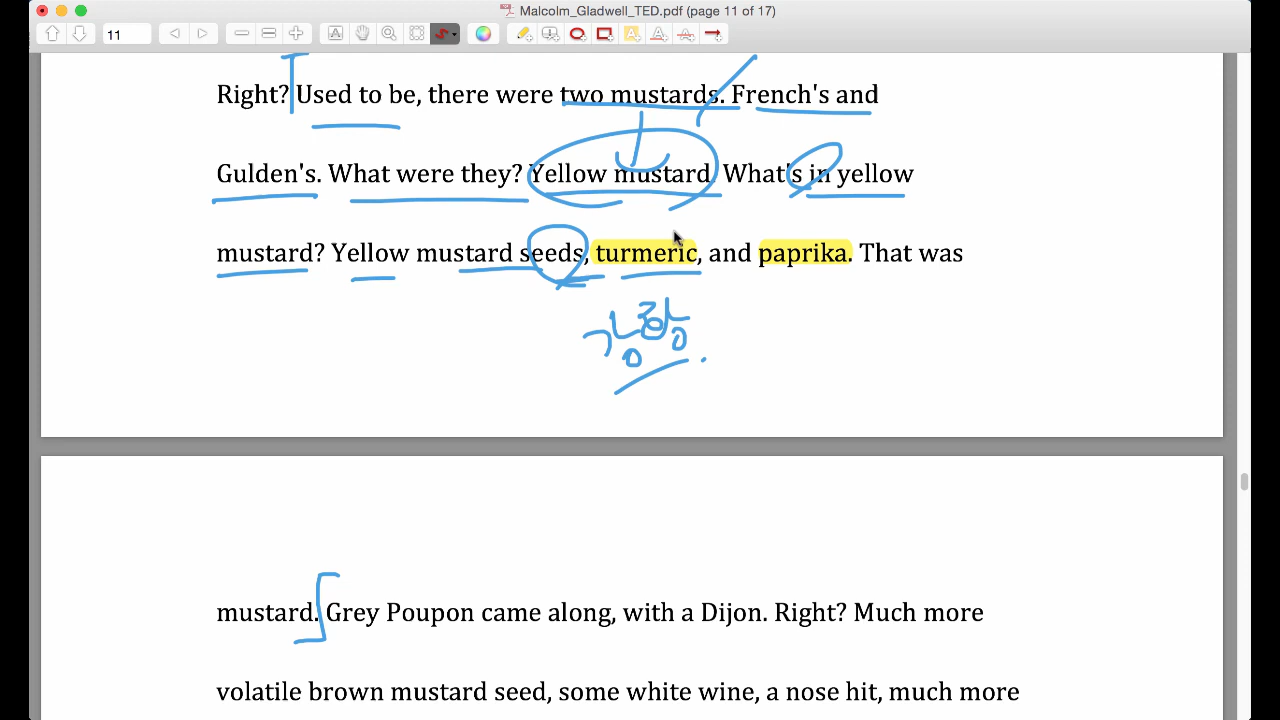 Malcolm_Gladwell_TED.pdf (page 11 of 17)
11
Right? Used to be, there were two mustards. French's and
Gulden's. What were they? Yellow mustard. What's in yellow
mustard? Yellow mustard seeds, turmeric, and paprika. That was
강황
mustard. Grey Poupon came along, with a Dijon. Right? Much more
volatile brown mustard seed, some white wine, a nose hit, much more